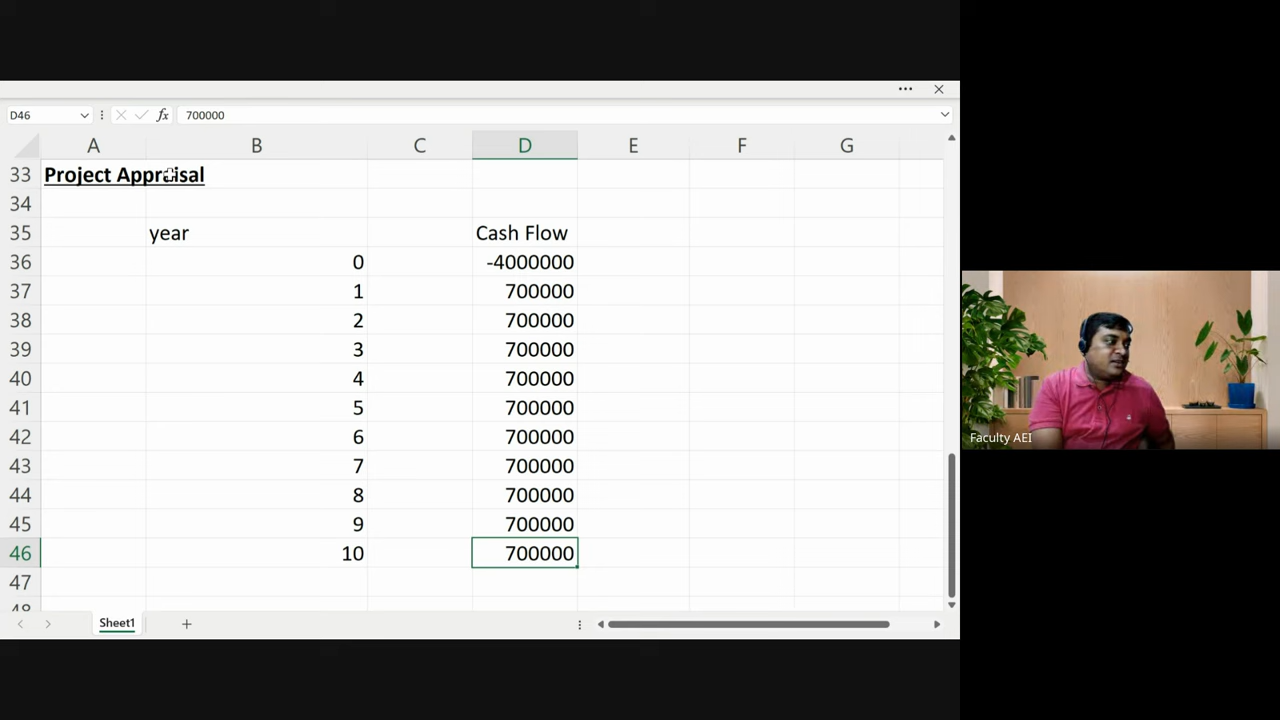 D46 fx 700000
A B C D E F G
33 Project Appraisal
34
35 year Cash Flow
36 0 -4000000
37 1 700000
38 2 700000
39 3 700000
40 4 700000
41 5 700000
42 6 700000
43 7 700000
44 8 700000
45 9 700000
46 10 700000
47
48
Sheet1
Faculty AEI